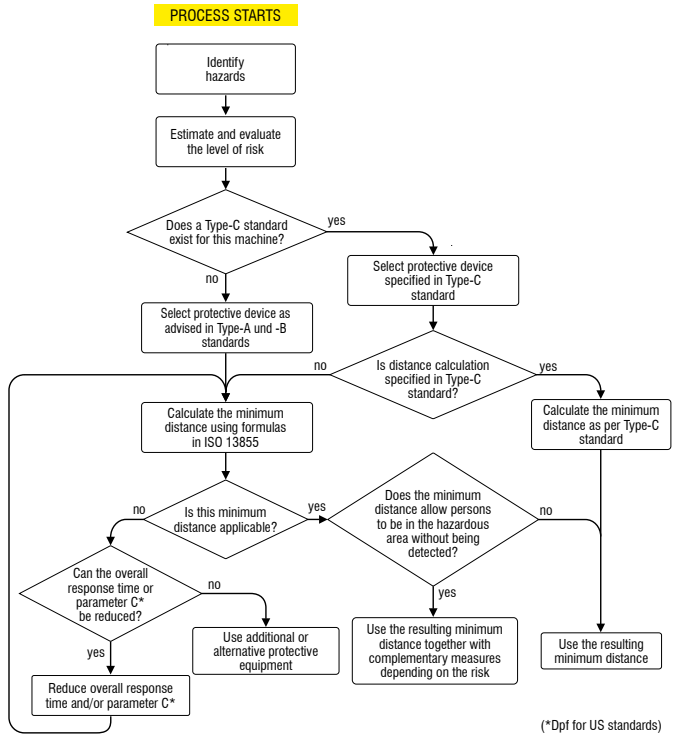 PROCESS STARTS
Identify
hazards
Estimate and evaluate
the level of risk
Does a Type-C standard
exist for this machine?
yes
no
Select protective device
specified in Type-C
standard
Select protective device as
advised in Type-A und -B
standards
no
Is distance calculation
specified in Type-C
standard?
yes
Calculate the minimum
distance using formulas
in ISO 13855
Calculate the minimum
distance as per Type-C
standard
no
Is this minimum
distance applicable?
yes
Does the minimum
distance allow persons
to be in the hazardous
area without being
detected?
no
yes
Can the overall
response time or
parameter C*
be reduced?
no
yes
Use additional or
alternative protective
equipment
Use the resulting minimum
distance together with
complementary measures
depending on the risk
Use the resulting
minimum distance
Reduce overall response
time and/or parameter C*
(*Dpf for US standards)